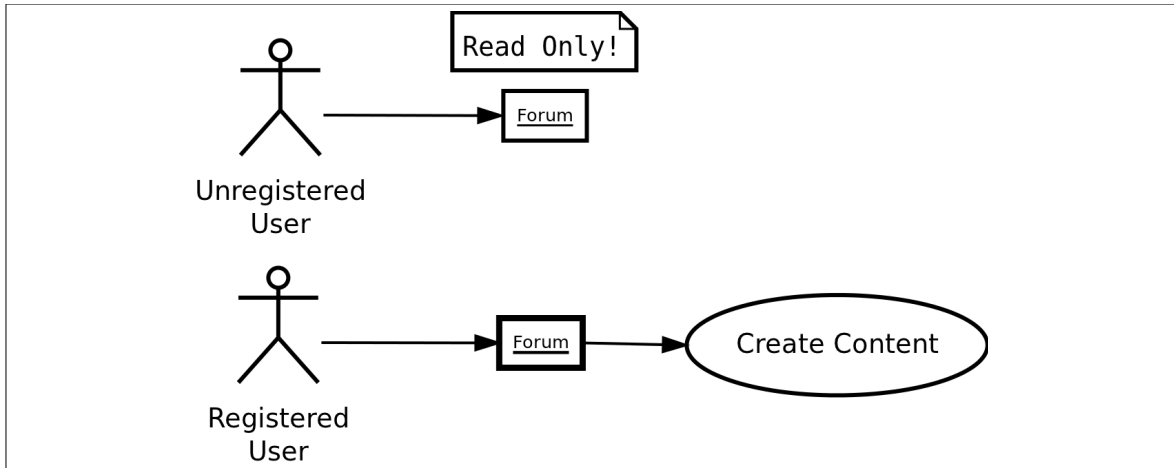 Read Only!
Forum
Unregistered
User
Forum
Create Content
Registered
User